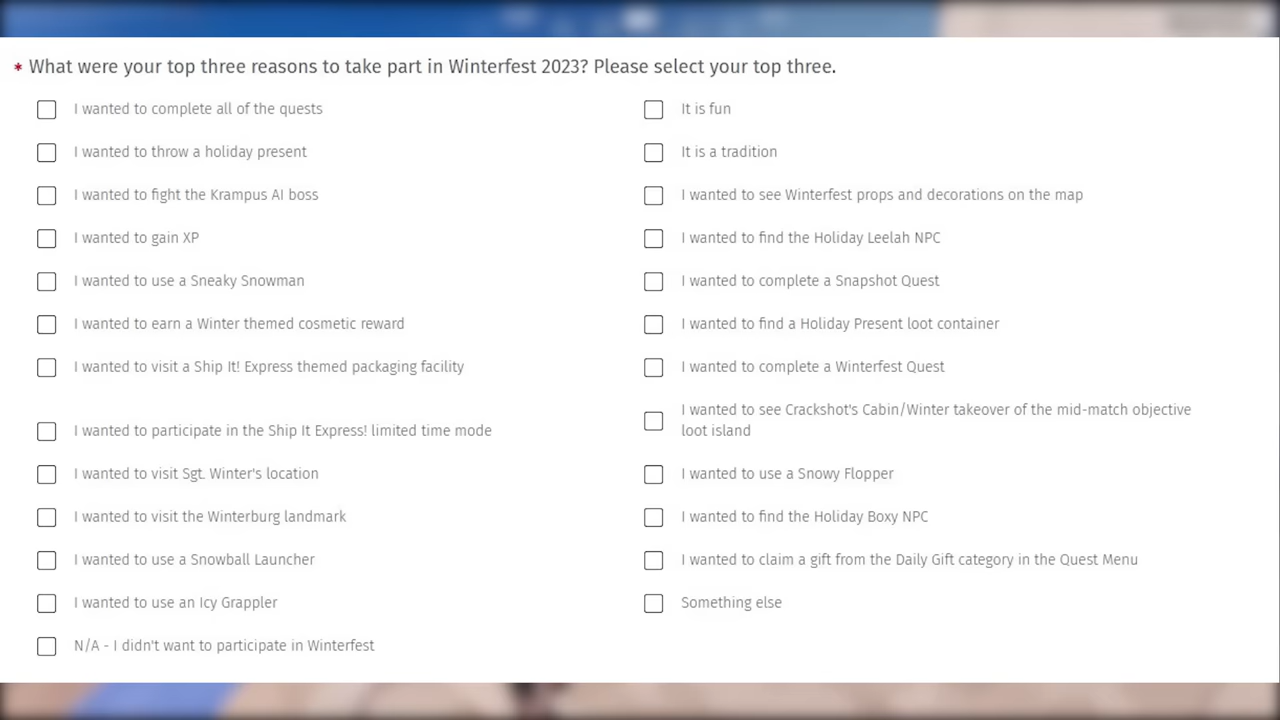 * What were your top three reasons to take part in Winterfest 2023? Please select your top three.
I wanted to complete all of the quests
I wanted to throw a holiday present
I wanted to fight the Krampus AI boss
I wanted to gain XP
I wanted to use a Sneaky Snowman
I wanted to earn a Winter themed cosmetic reward
I wanted to visit a Ship It! Express themed packaging facility
I wanted to participate in the Ship It Express! limited time mode
I wanted to visit Sgt. Winter's location
I wanted to visit the Winterburg landmark
I wanted to use a Snowball Launcher
I wanted to use an Icy Grappler
N/A - I didn't want to participate in Winterfest
It is fun
It is a tradition
I wanted to see Winterfest props and decorations on the map
I wanted to find the Holiday Leelah NPC
I wanted to complete a Snapshot Quest
I wanted to find a Holiday Present loot container
I wanted to complete a Winterfest Quest
I wanted to see Crackshot's Cabin/Winter takeover of the mid-match objective
loot island
I wanted to use a Snowy Flopper
I wanted to find the Holiday Boxy NPC
I wanted to claim a gift from the Daily Gift category in the Quest Menu
Something else